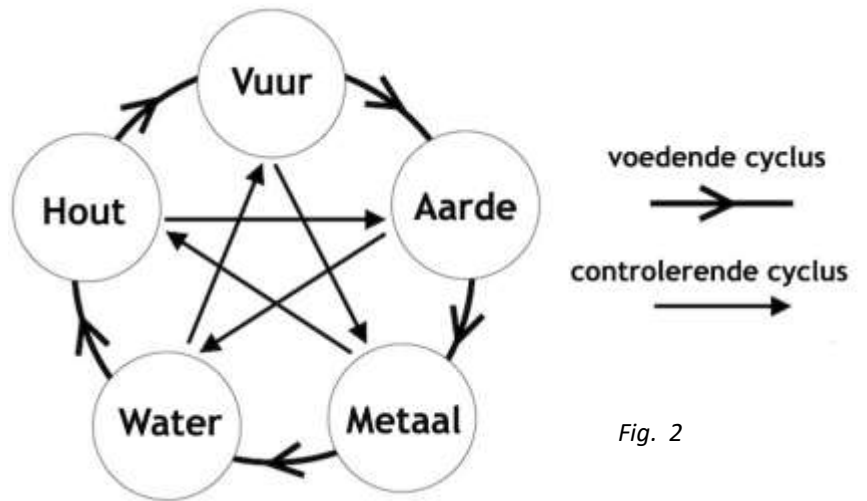 Vuur
Hout
Aarde
Water
Metaal
voedende cyclus
controlerende cyclus
Fig. 2